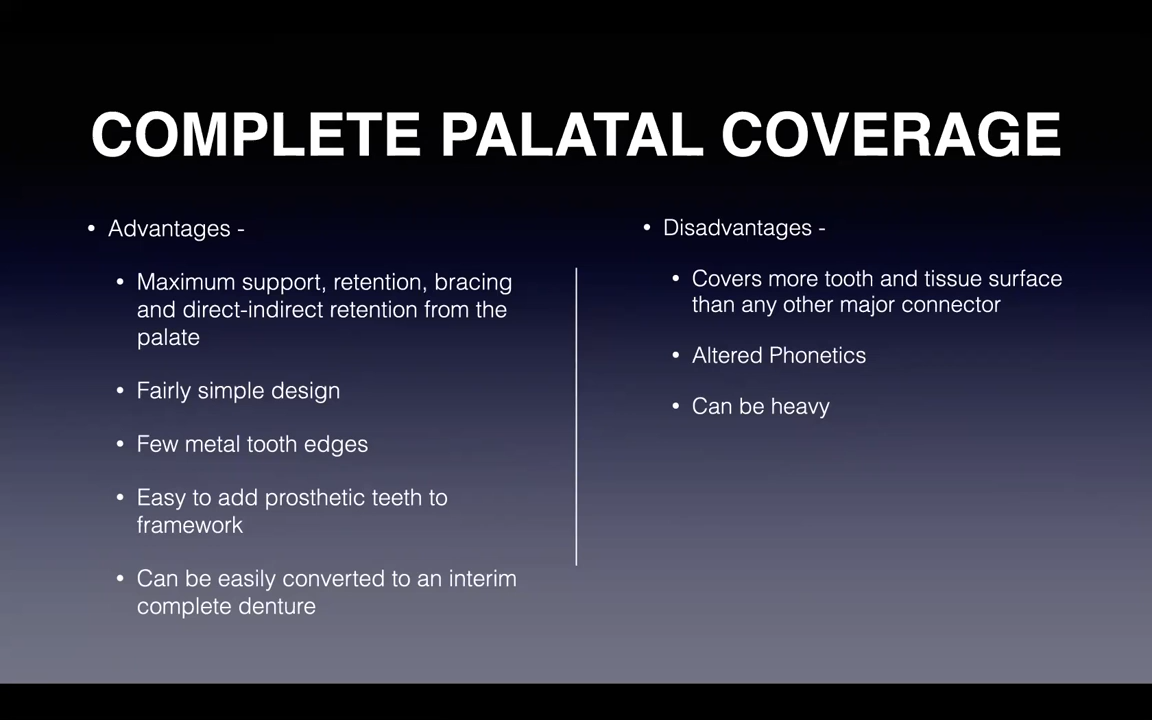 COMPLETE PALATAL COVERAGE
• Advantages -
• Maximum support, retention, bracing
and direct-indirect retention from the
palate
• Fairly simple design
• Few metal tooth edges
• Easy to add prosthetic teeth to
framework
• Can be easily converted to an interim
complete denture
• Disadvantages -
• Covers more tooth and tissue surface
than any other major connector
• Altered Phonetics
• Can be heavy